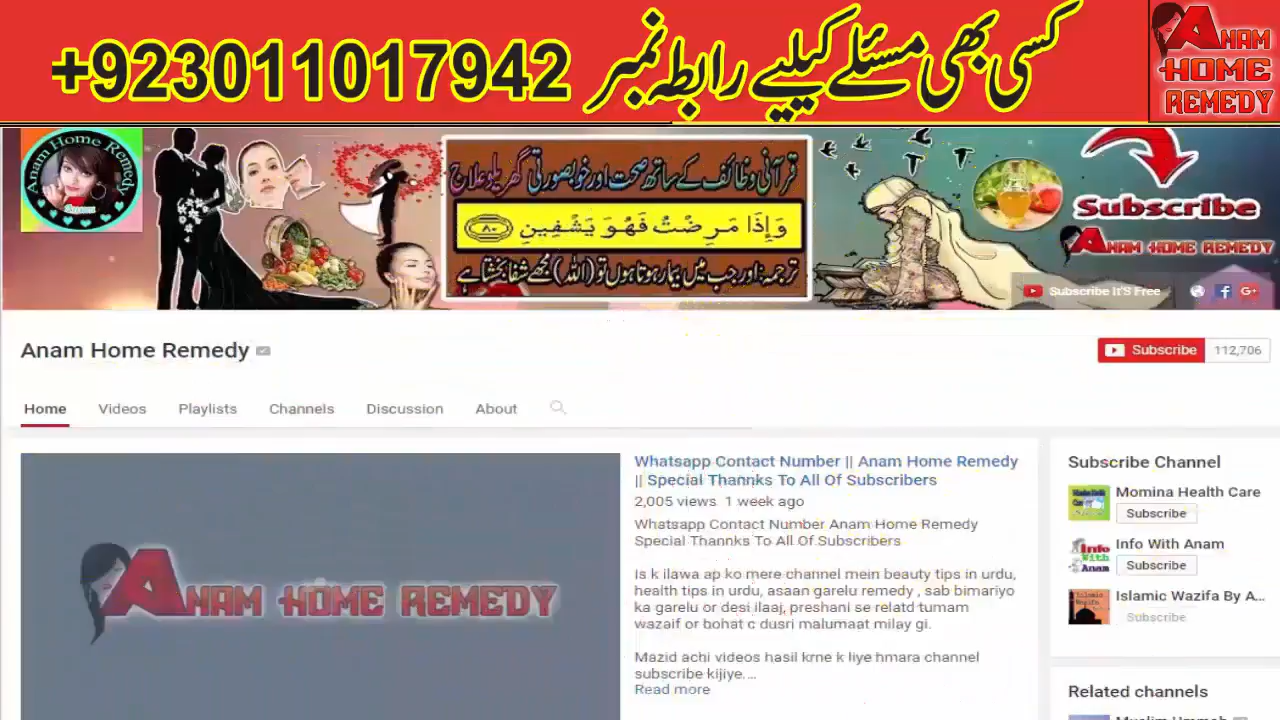 +923011017942 کسی بھی مسئلے کیلیے رابطہ نمبر
ANAM
HOME
REMEDY
Anam Home Remedy
قرآنی وظائف کے ساتھ صحت اور خوبصورتی گھریلو علاج
وَإِذَا مَرِضْتُ فَهُوَ يَشْفِينِ ﴿٨٠﴾
ترجمہ: اور جب میں بیمار ہوتا ہوں تو (اللہ) مجھے شفا بخشتا ہے
Subscribe
ANAM HOME REMEDY
Subscribe It'S Free
Anam Home Remedy
Subscribe 112,706
Home Videos Playlists Channels Discussion About
ANAM HOME REMEDY
Whatsapp Contact Number || Anam Home Remedy
|| Special Thannks To All Of Subscribers
2,005 views 1 week ago
Whatsapp Contact Number Anam Home Remedy
Special Thannks To All Of Subscribers
Is k ilawa ap ko mere channel mein beauty tips in urdu,
health tips in urdu, asaan garelu remedy , sab bimariyo
ka garelu or desi ilaaj, preshani se relatd tumam
wazaif or bohat c dusri malumaat milay gi.
Mazid achi videos hasil krne k liye hmara channel
subscribe kijiye....
Read more
Subscribe Channel
Momina Health Care
Subscribe
Info With Anam
Info With Anam
Subscribe
Islamic Wazifa By A...
Subscribe
Related channels